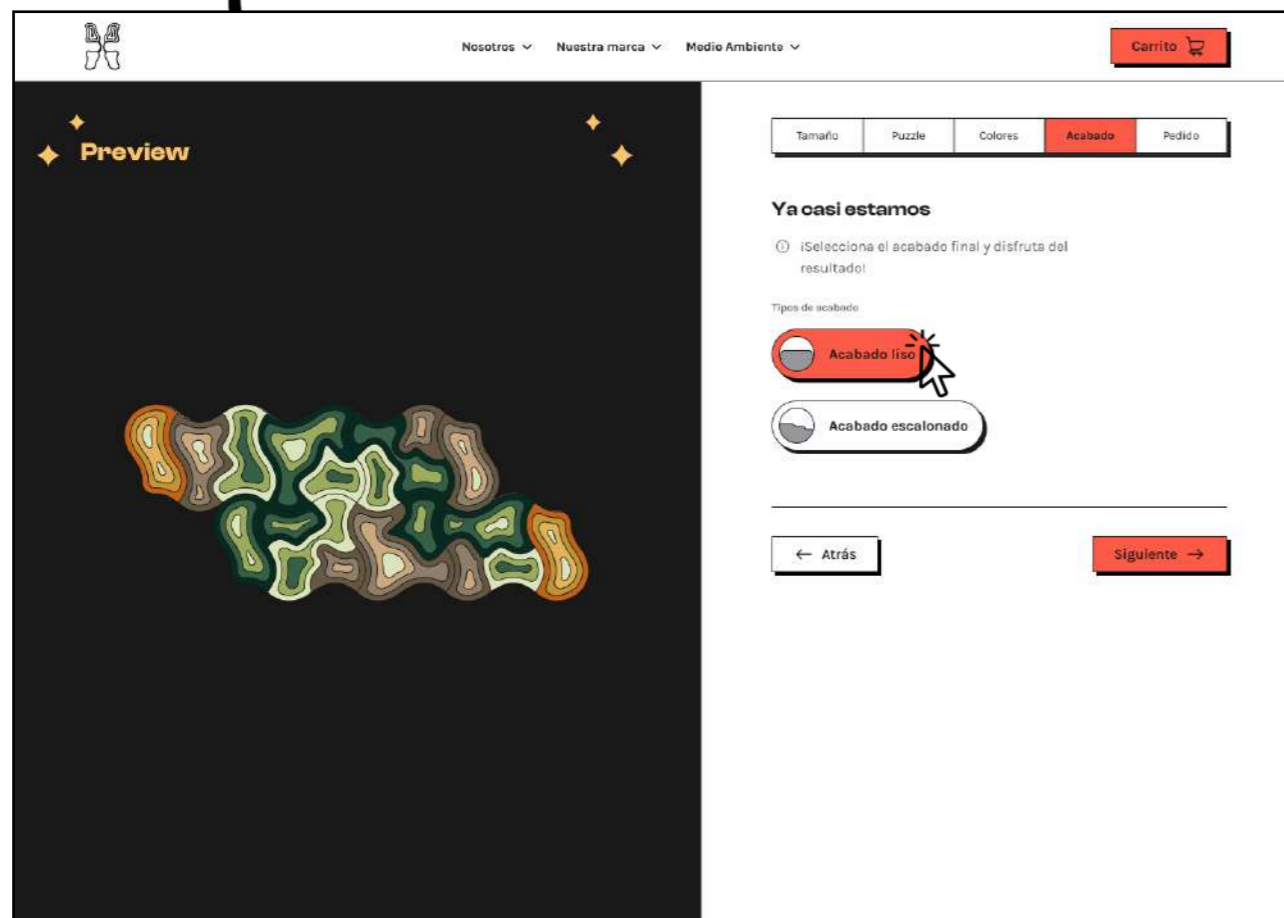 Nosotros
Nuestra marca
Medio Ambiente
Carrito
Preview
Tamaño
Puzzle
Colores
Acabado
Pedido
Ya casi estamos
¡Selecciona el acabado final y disfruta del
resultado!
Tipos de acabado
Acabado liso
Acabado escalonado
← Atrás
Siguiente →